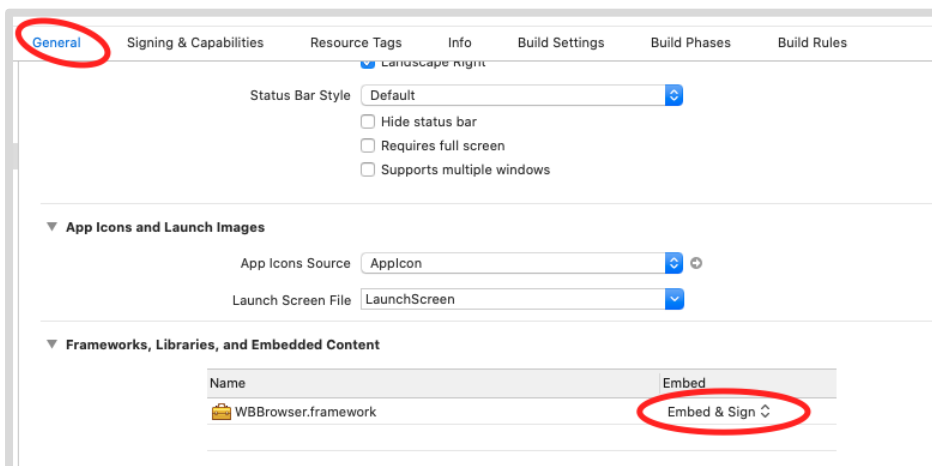 General Signing & Capabilities Resource Tags Info Build Settings Build Phases Build Rules
Landscape Right
Status Bar Style Default
Hide status bar
Requires full screen
Supports multiple windows
App Icons and Launch Images
App Icons Source AppIcon
Launch Screen File LaunchScreen
Frameworks, Libraries, and Embedded Content
Name Embed
WBBrowser.framework Embed & Sign